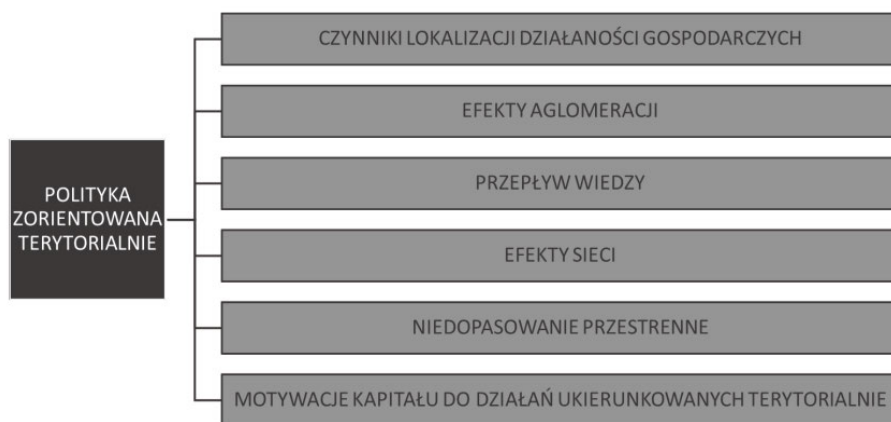 CZYNNIKI LOKALIZACJI DZIAŁANOŚCI GOSPODARCZYCH
EFEKTY AGLOMERACJI
PRZEPŁYW WIEDZY
POLITYKA
ZORIENTOWANA
TERYTORIALNIE
EFEKTY SIECI
NIEDOPASOWANIE PRZESTRENNE
MOTYWACJE KAPITAŁU DO DZIAŁAŃ UKIERUNKOWANYCH TERYTORIALNIE